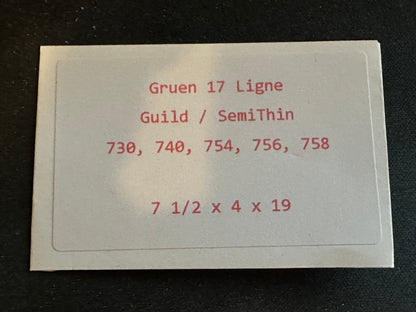 Gruen 17 Ligne
Guild / SemiThin
730, 740, 754, 756, 758
7 1/2 x 4 x 19